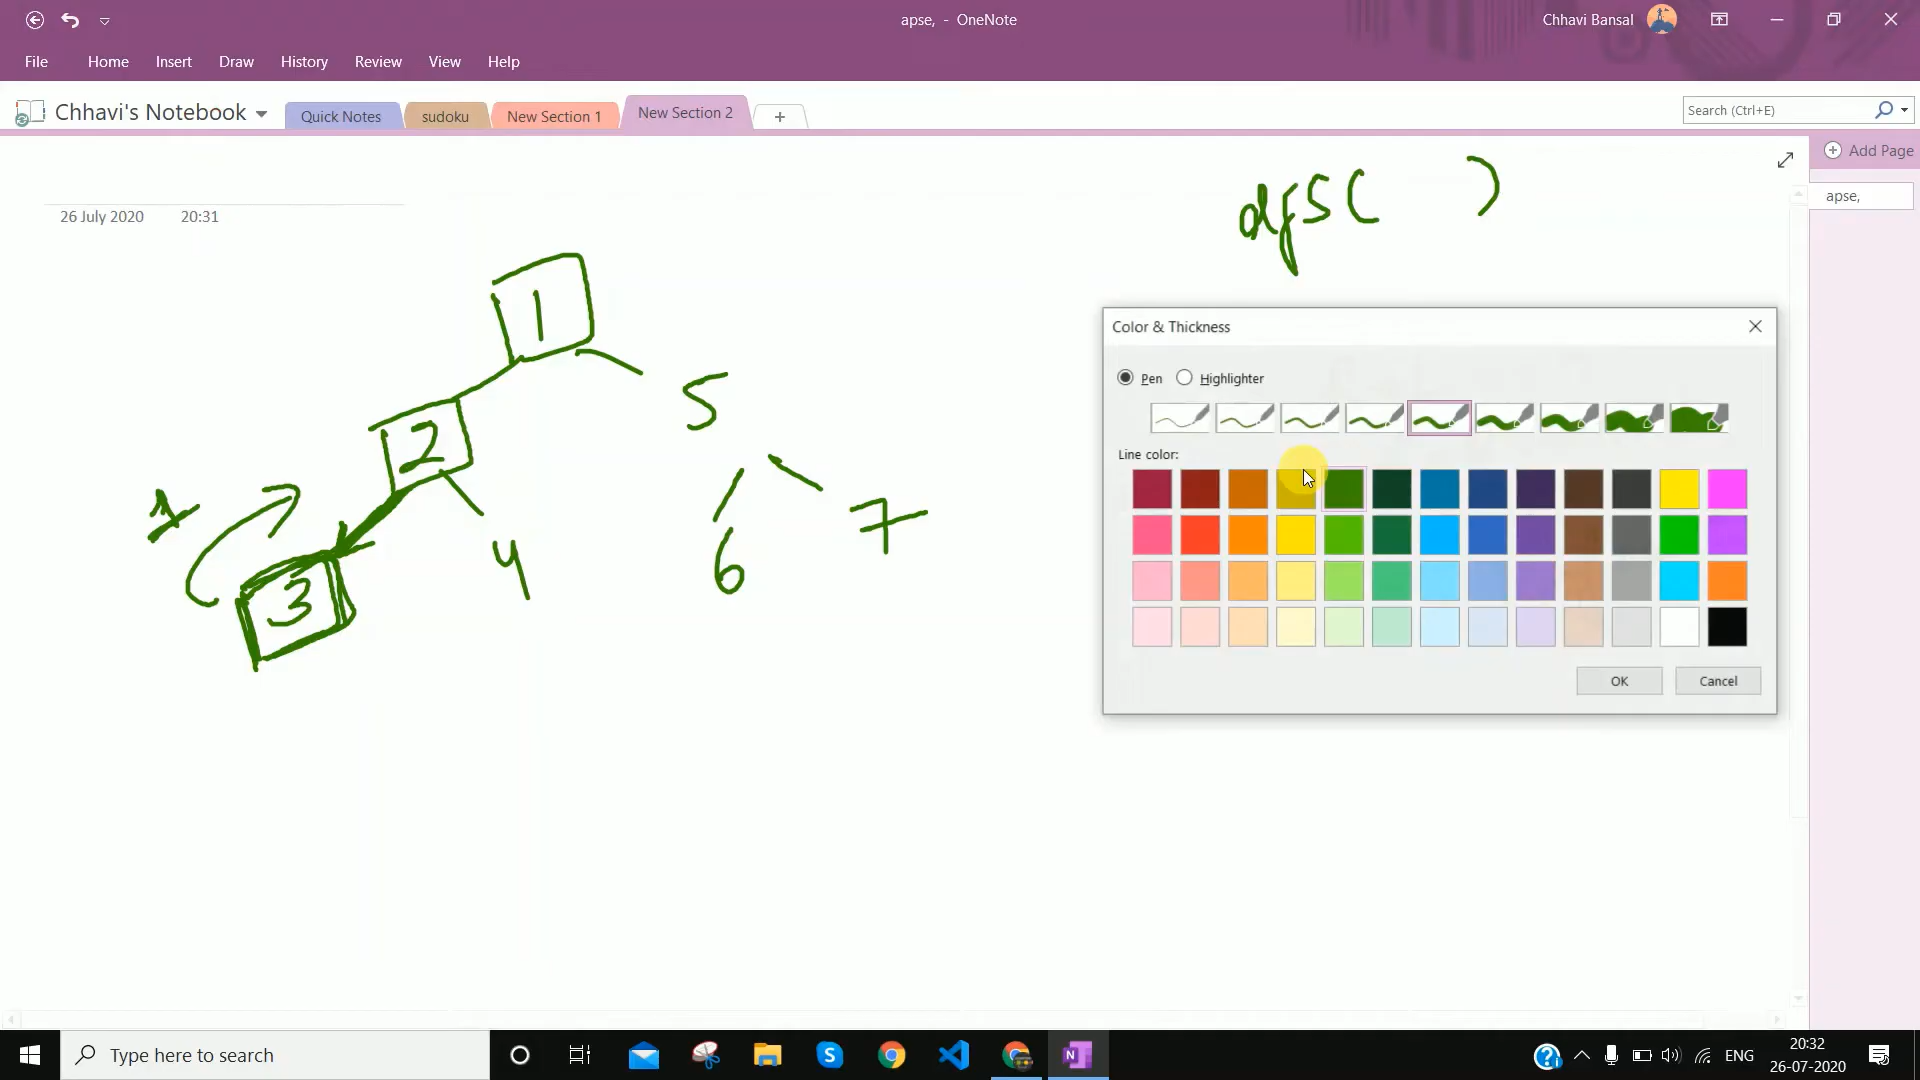 apse, - OneNote
Chhavi Bansal
File Home Insert Draw History Review View Help
Chhavi's Notebook
Quick Notes
sudoku
New Section 1
New Section 2
+
Search (Ctrl+E)
Add Page
apse,
26 July 2020 20:31
dfs( )
1
2
5
3
4
6
7
Color & Thickness
Pen
Highlighter
Line color:
OK
Cancel
Type here to search
ENG
20:32
26-07-2020